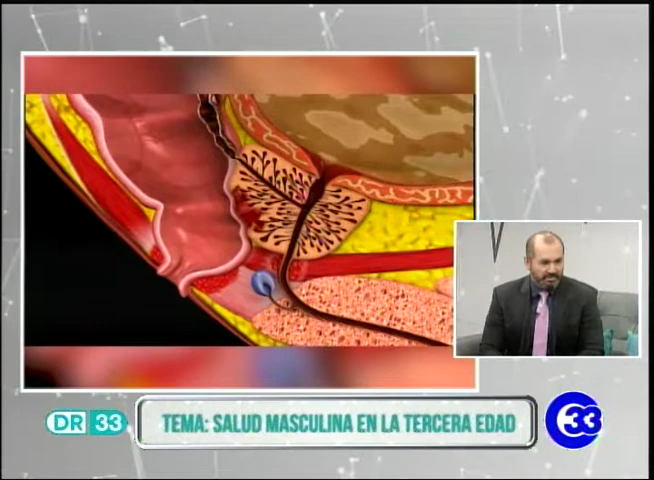 DR 33
TEMA: SALUD MASCULINA EN LA TERCERA EDAD
33